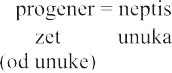 progener = neptis
zet unuka
(od unuke)